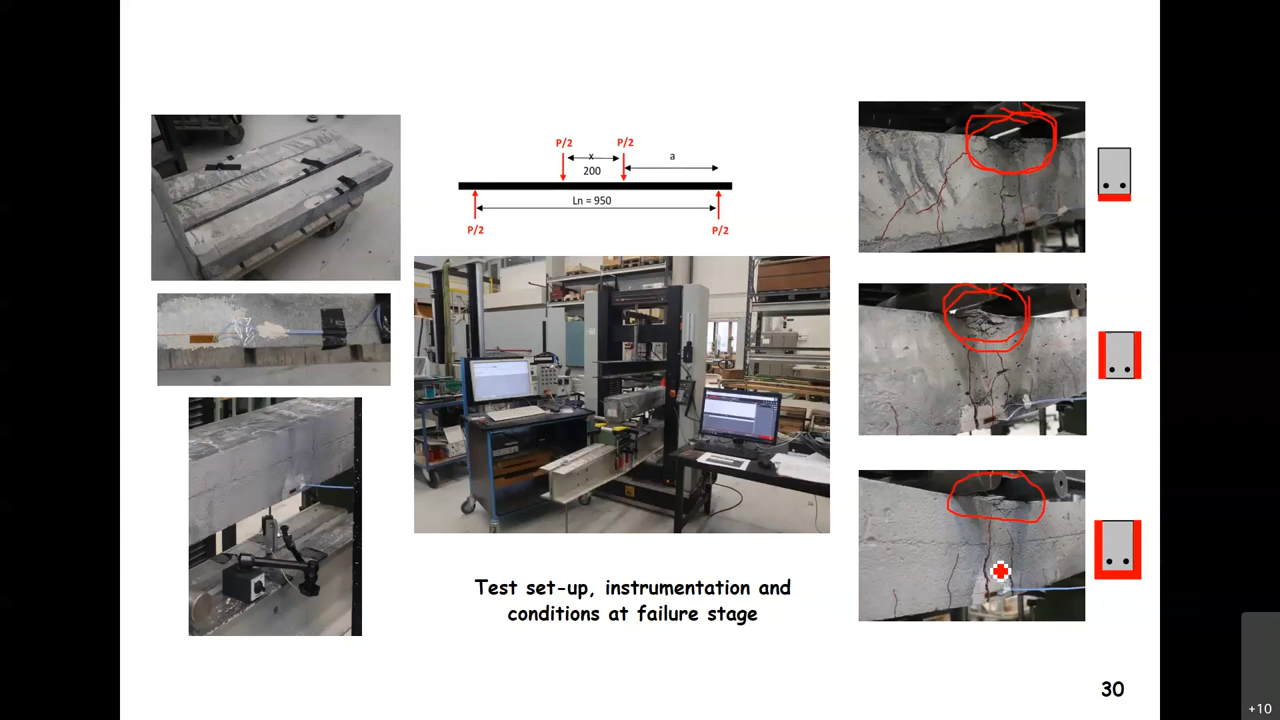 P/2
P/2
x
a
200
Ln = 950
P/2
P/2
Test set-up, instrumentation and
conditions at failure stage
30
+10